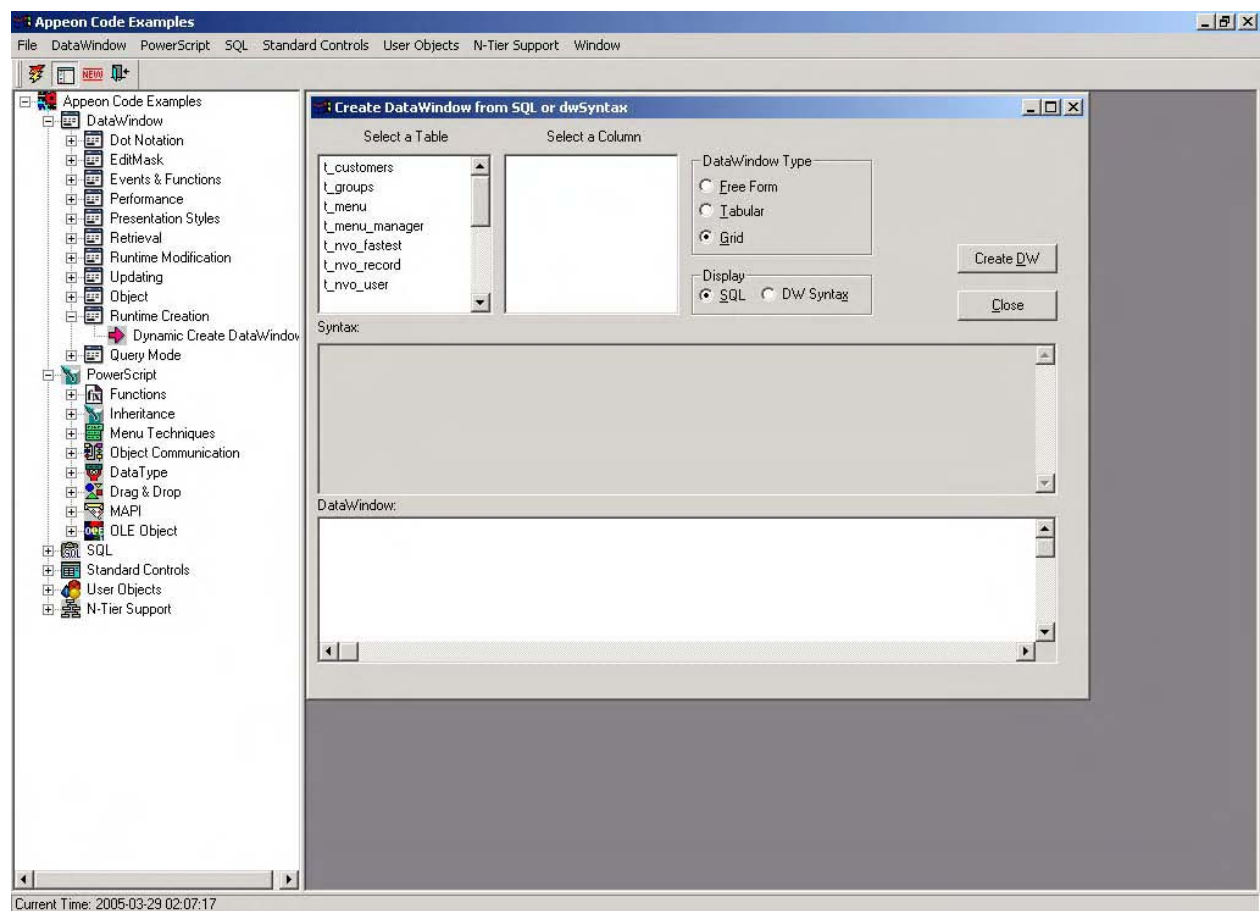 Appeon Code Examples
File DataWindow PowerScript SQL Standard Controls User Objects N-Tier Support Window
NEW
Appeon Code Examples
DataWindow
Dot Notation
EditMask
Events & Functions
Performance
Presentation Styles
Retrieval
Runtime Modification
Updating
Object
Runtime Creation
Dynamic Create DataWindow
Query Mode
PowerScript
Functions
Inheritance
Menu Techniques
Object Communication
DataType
Drag & Drop
MAPI
OLE Object
SQL
Standard Controls
User Objects
N-Tier Support
Create DataWindow from SQL or dwSyntax
Select a Table Select a Column
t_customers
t_groups
t_menu
t_menu_manager
t_nvo_fastest
t_nvo_record
t_nvo_user
DataWindow Type
Free Form
Tabular
Grid
Display
SQL DW Syntax
Create DW
Close
Syntax:
DataWindow:
Current Time: 2005-03-29 02:07:17